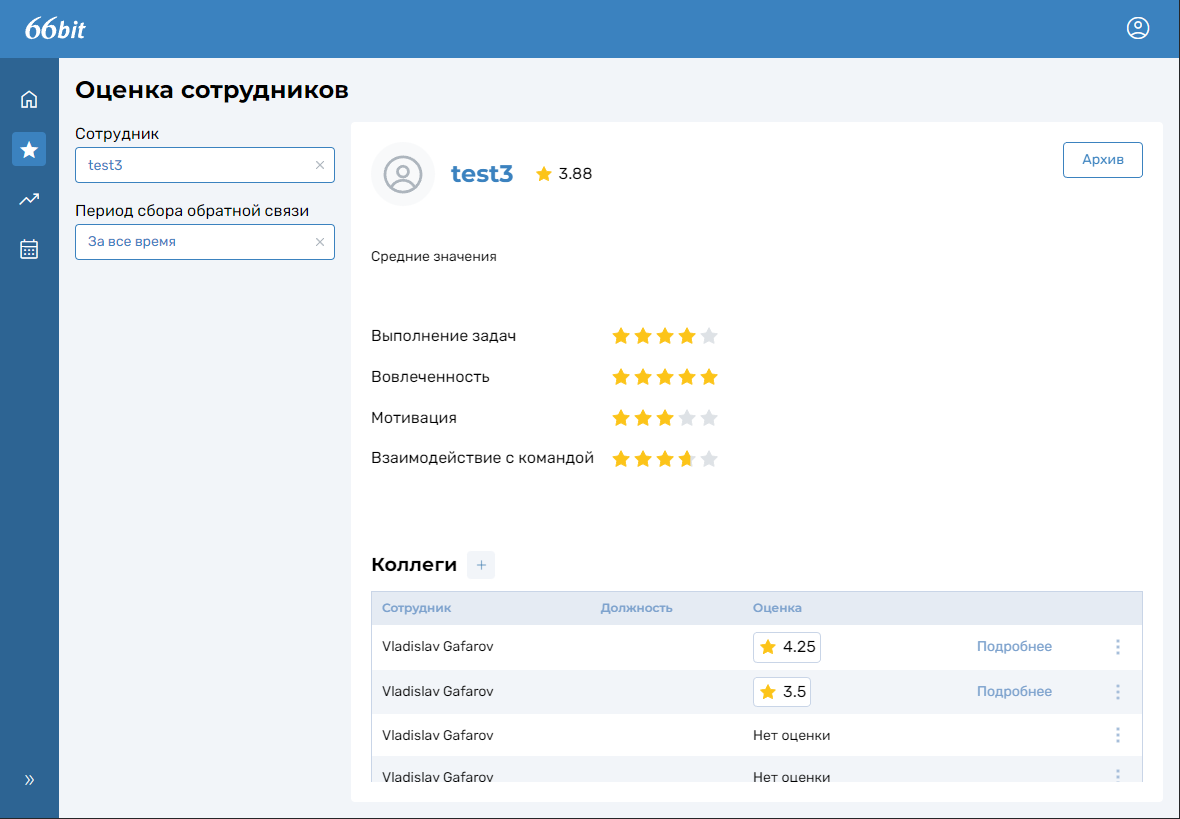 66bit
Оценка сотрудников
Сотрудник
test3
Период сбора обратной связи
За все время
test3 3.88
Архив
Средние значения
Выполнение задач
Вовлеченность
Мотивация
Взаимодействие с командой
Коллеги +
Сотрудник Должность Оценка
Vladislav Gafarov 4.25 Подробнее
Vladislav Gafarov 3.5 Подробнее
Vladislav Gafarov Нет оценки
Vladislav Gafarov Нет оценки